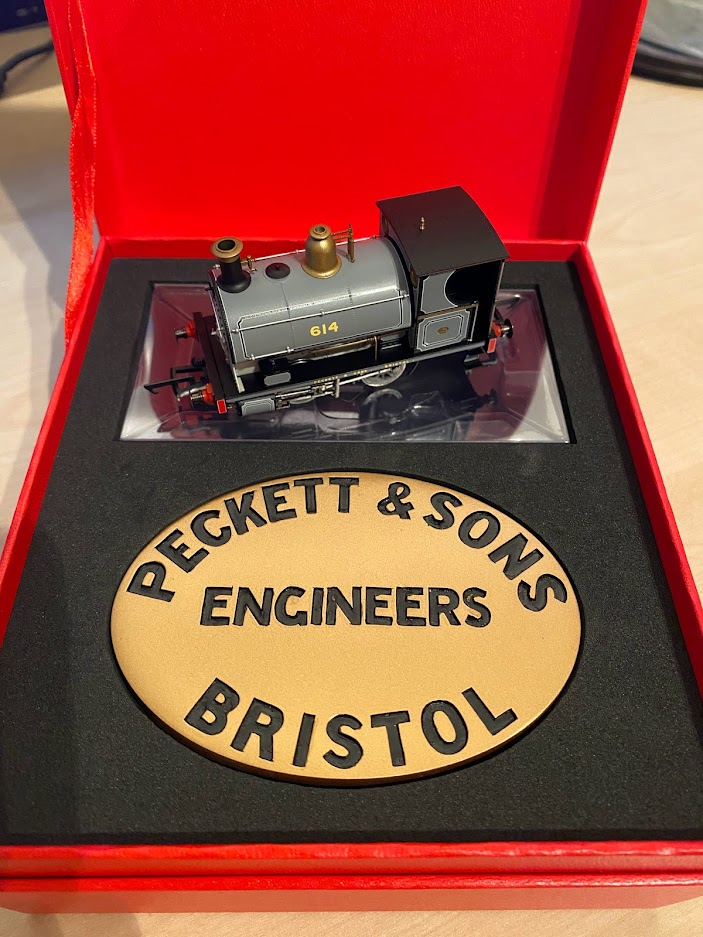 614
PECKETT & SONS
ENGINEERS
BRISTOL